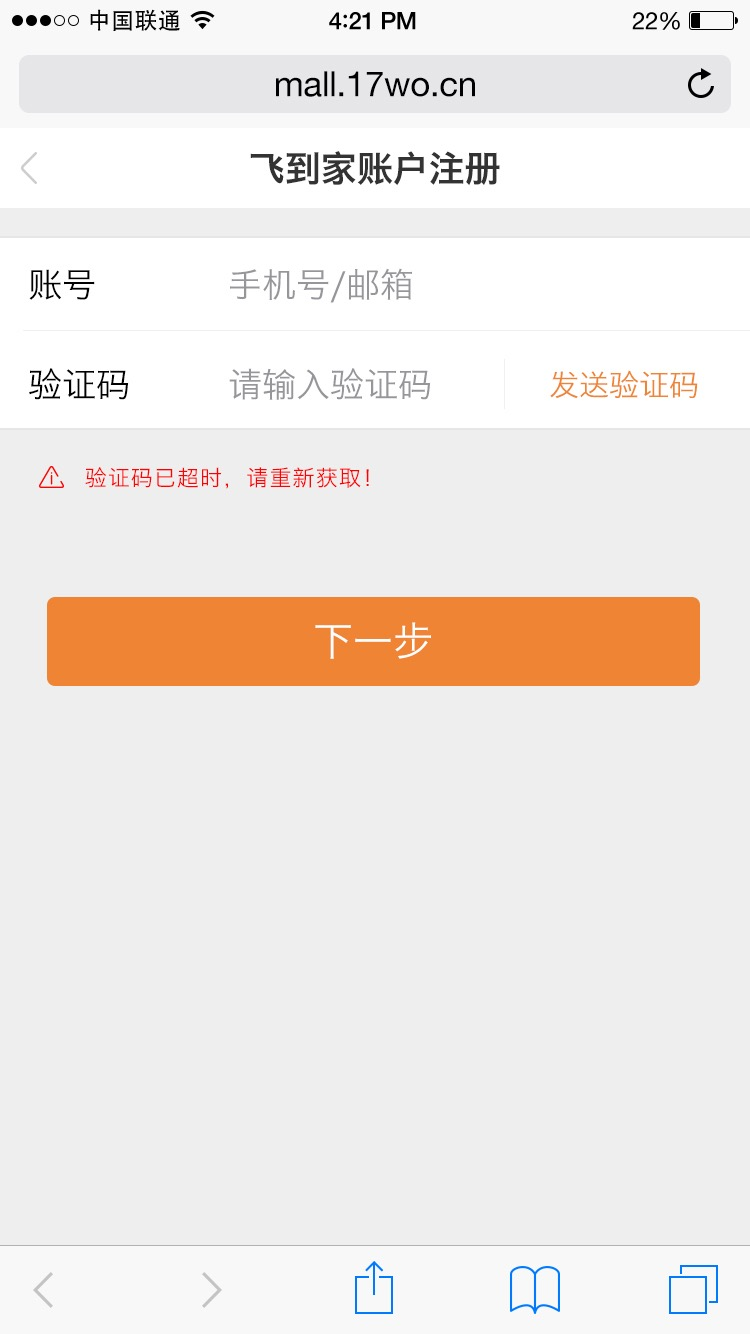 中国联通
4:21 PM
22%
mall.17wo.cn
飞到家账户注册
账号 手机号/邮箱
验证码 请输入验证码 发送验证码
验证码已超时，请重新获取！
下一步